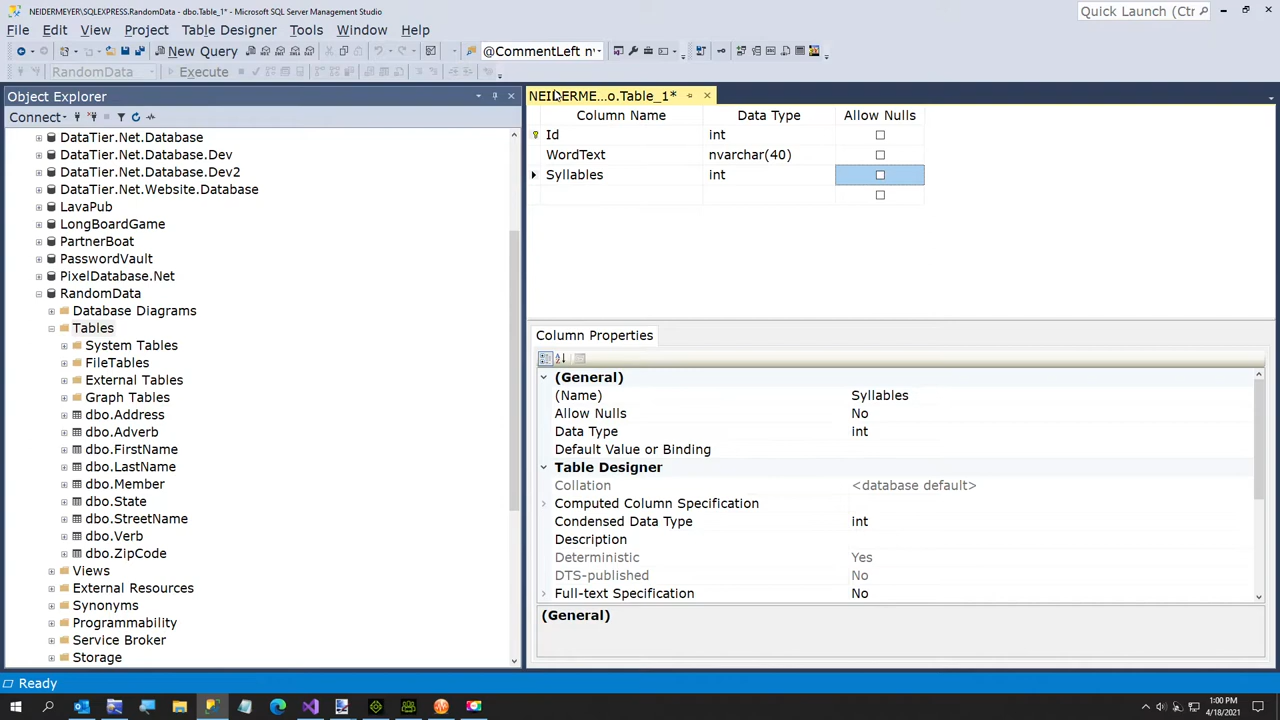 NEIDERMEYER\SQLEXPRESS.RandomData - dbo.Table_1* - Microsoft SQL Server Management Studio
Quick Launch (Ctr
File Edit View Project Table Designer Tools Window Help
New Query @CommentLeft nv
RandomData Execute
Object Explorer
Connect
DataTier.Net.Database
DataTier.Net.Database.Dev
DataTier.Net.Database.Dev2
DataTier.Net.Website.Database
LavaPub
LongBoardGame
PartnerBoat
PasswordVault
PixelDatabase.Net
RandomData
Database Diagrams
Tables
System Tables
FileTables
External Tables
Graph Tables
dbo.Address
dbo.Adverb
dbo.FirstName
dbo.LastName
dbo.Member
dbo.State
dbo.StreetName
dbo.Verb
dbo.ZipCode
Views
External Resources
Synonyms
Programmability
Service Broker
Storage
NEIDERME...o.Table_1*
Column Name Data Type Allow Nulls
Id int
WordText nvarchar(40)
Syllables int
Column Properties
(General)
(Name) Syllables
Allow Nulls No
Data Type int
Default Value or Binding
Table Designer
Collation <database default>
Computed Column Specification
Condensed Data Type int
Description
Deterministic Yes
DTS-published No
Full-text Specification No
(General)
Ready
1:00 PM
4/18/2021